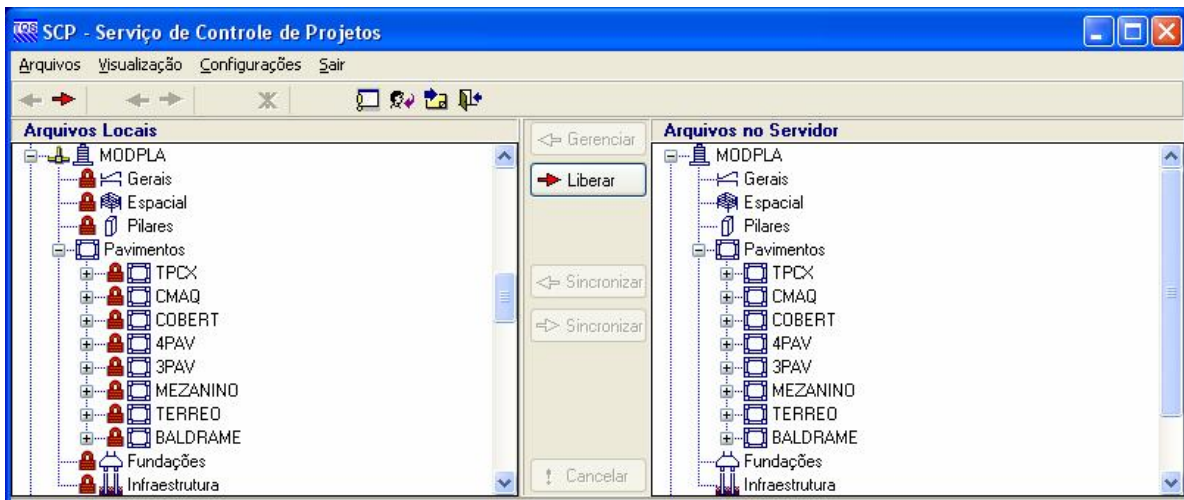 TQS SCP - Serviço de Controle de Projetos
Arquivos Visualização Configurações Sair
Arquivos Locais
MODPLA
Gerais
Espacial
Pilares
Pavimentos
TPCX
CMAQ
COBERT
4PAV
3PAV
MEZANINO
TERREO
BALDRAME
Fundações
Infraestrutura
Gerenciar
Liberar
Sincronizar
Sincronizar
Cancelar
Arquivos no Servidor
MODPLA
Gerais
Espacial
Pilares
Pavimentos
TPCX
CMAQ
COBERT
4PAV
3PAV
MEZANINO
TERREO
BALDRAME
Fundações
Infraestrutura